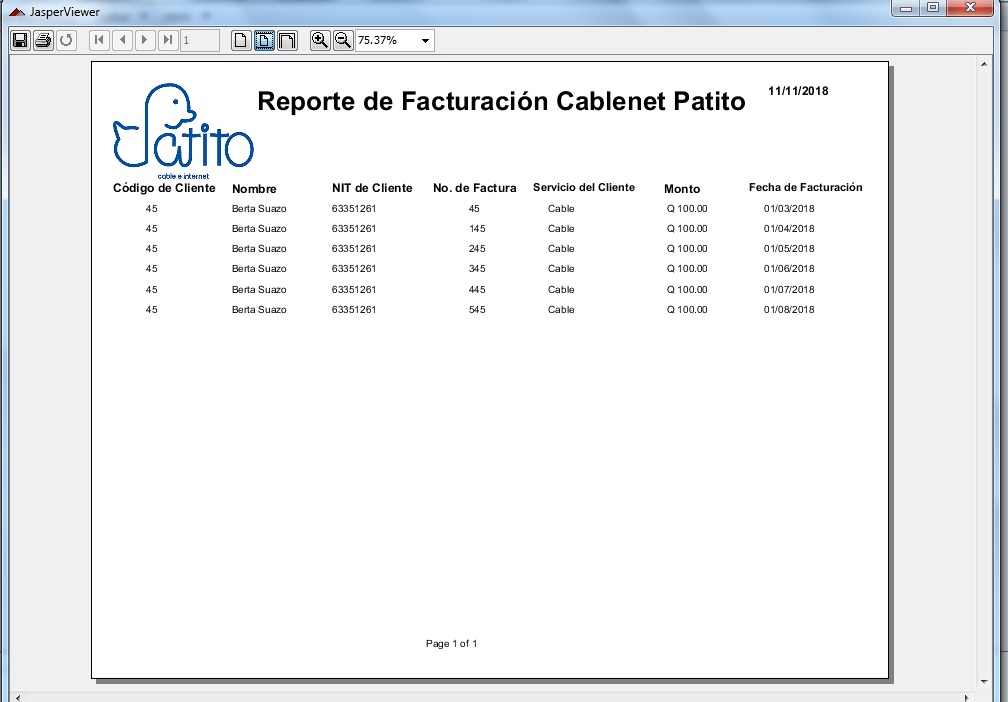 JasperViewer
1
75.37%
Reporte de Facturación Cablenet Patito
11/11/2018
Patito
cable e internet
Código de Cliente Nombre NIT de Cliente No. de Factura Servicio del Cliente Monto Fecha de Facturación
45 Berta Suazo 63351261 45 Cable Q 100.00 01/03/2018
45 Berta Suazo 63351261 145 Cable Q 100.00 01/04/2018
45 Berta Suazo 63351261 245 Cable Q 100.00 01/05/2018
45 Berta Suazo 63351261 345 Cable Q 100.00 01/06/2018
45 Berta Suazo 63351261 445 Cable Q 100.00 01/07/2018
45 Berta Suazo 63351261 545 Cable Q 100.00 01/08/2018
Page 1 of 1